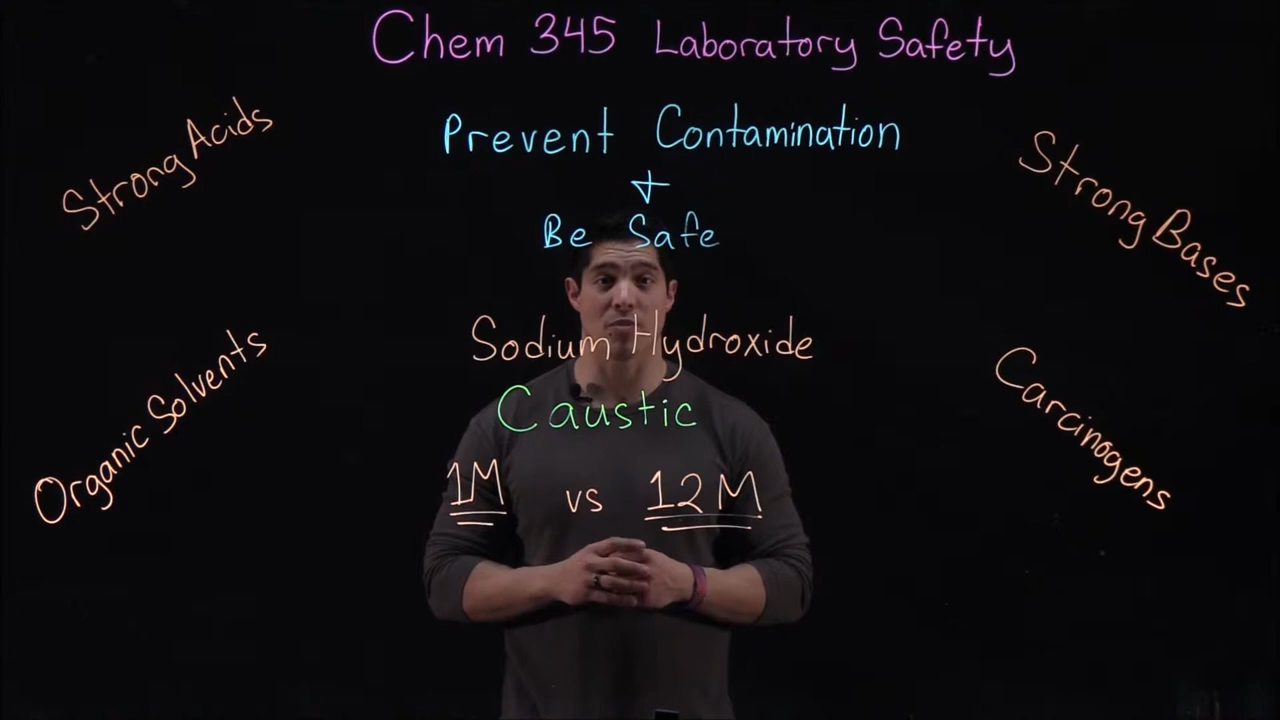 Chem 345 Laboratory Safety
Prevent Contamination
+
Be Safe
Strong Acids
Strong Bases
Sodium Hydroxide
Caustic
1M vs 12M
Organic Solvents
Carcinogens